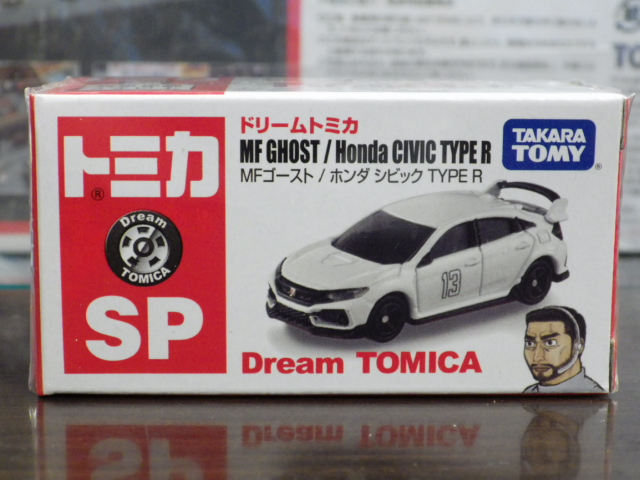 トミカ
®
Dream
TOMICA
SP
ドリームトミカ
MF GHOST / Honda CIVIC TYPE R
MFゴースト / ホンダ シビック TYPE R
TAKARA
TOMY
®
13
Dream TOMICA